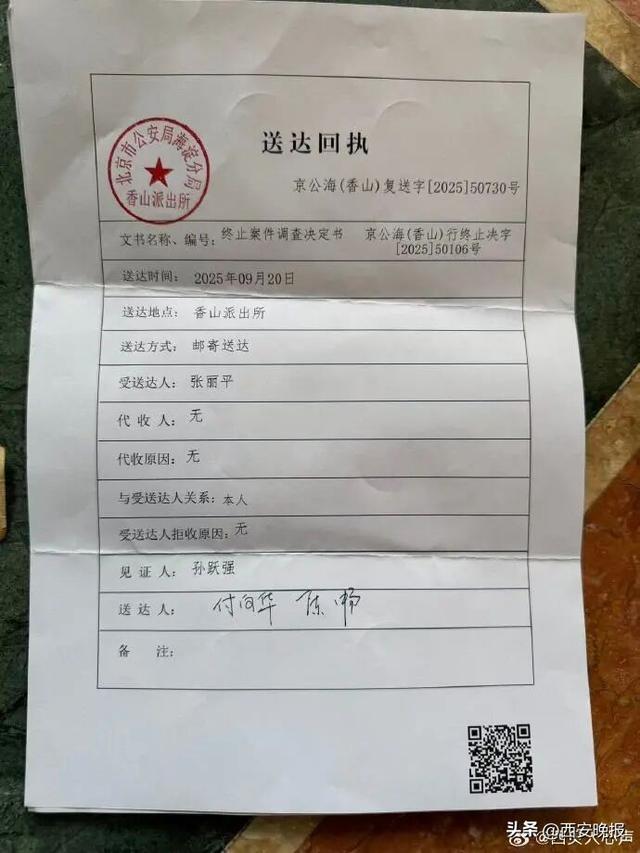 北京市公安局海淀分局
香山派出所
送达回执
京公海(香山)复送字[2025]50730号
文书名称、编号: 终止案件调查决定书 京公海(香山)行终止决字
[2025]50106号
送达时间: 2025年09月20日
送达地点: 香山派出所
送达方式: 邮寄送达
受送达人: 张丽平
代 收 人: 无
代收原因: 无
与受送达人关系: 本人
受送达人拒收原因: 无
见 证 人: 孙跃强
送 达 人: 付向华 陈畅
备 注:
头条 @西安晚报